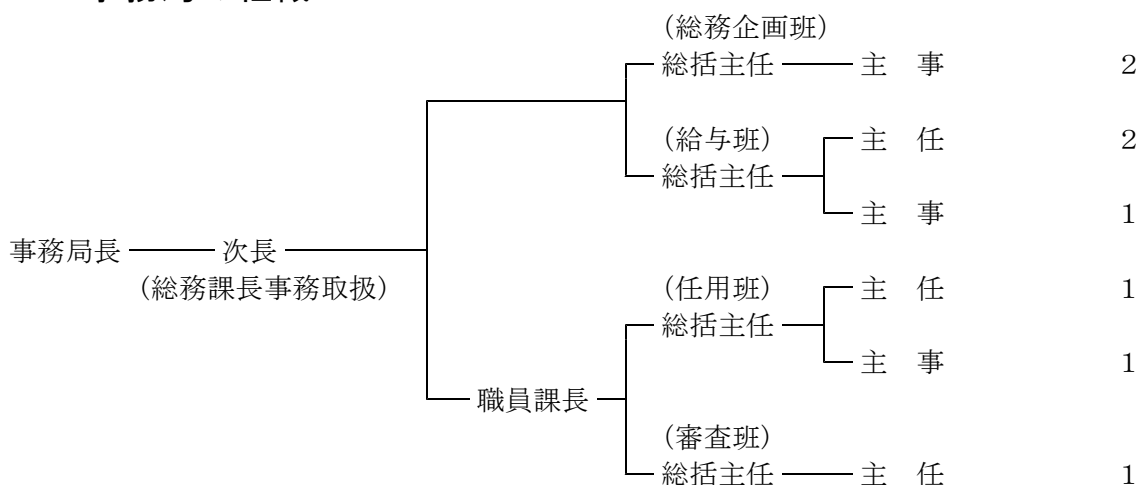 (総務企画班)
総括主任 主 事 2
(給与班) 主 任 2
総括主任
主 事 1
事務局長 次長
(総務課長事務取扱) (任用班) 主 任 1
総括主任
主 事 1
職員課長
(審査班)
総括主任 主 任 1